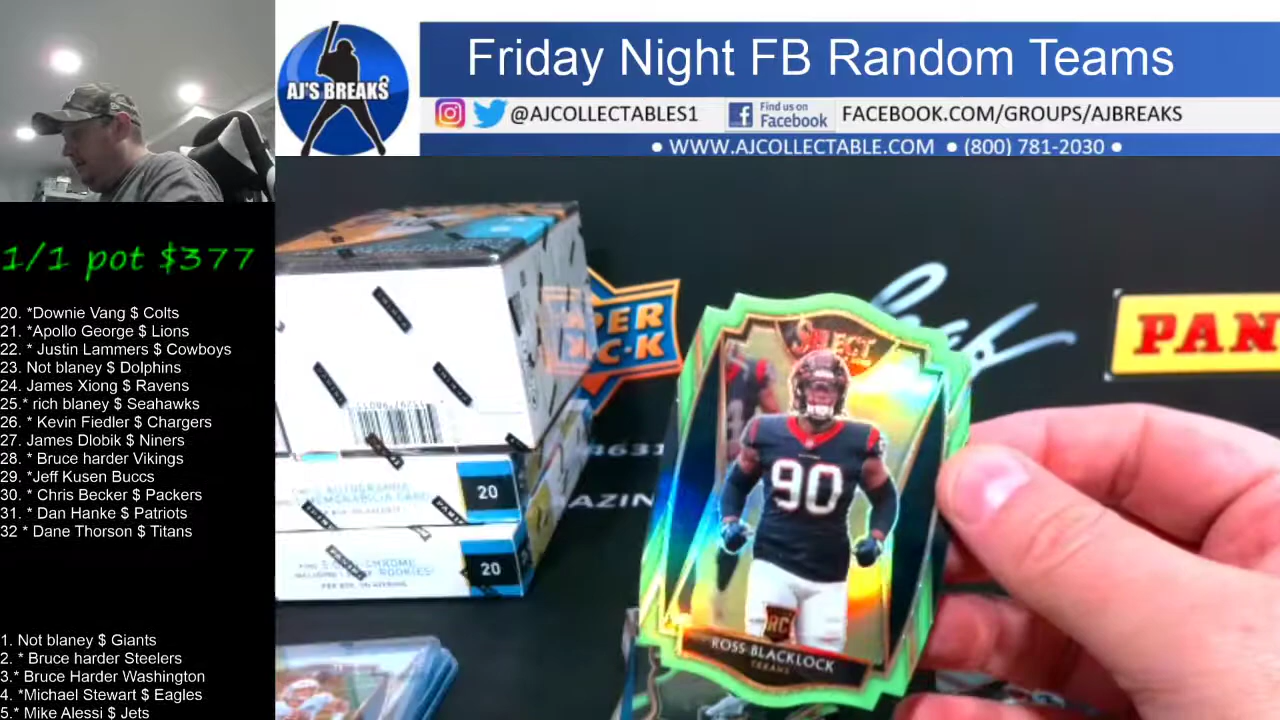 AJ'S BREAKS
Friday Night FB Random Teams
@AJCOLLECTABLES1
Find us on
Facebook
FACEBOOK.COM/GROUPS/AJBREAKS
• WWW.AJCOLLECTABLE.COM • (800) 781-2030 •
1/1 pot $377
20. *Downie Vang $ Colts
21. *Apollo George $ Lions
22. * Justin Lammers $ Cowboys
23. Not blaney $ Dolphins
24. James Xiong $ Ravens
25.* rich blaney $ Seahawks
26. * Kevin Fiedler $ Chargers
27. James Dlobik $ Niners
28. * Bruce harder Vikings
29. *Jeff Kusen Buccs
30. * Chris Becker $ Packers
31. * Dan Hanke $ Patriots
32 * Dane Thorson $ Titans
1. Not blaney $ Giants
2. * Bruce harder Steelers
3.* Bruce Harder Washington
4. *Michael Stewart $ Eagles
5.* Mike Alessi $ Jets
PER
PAN
20
20
SELECT
90
RC
ROSS BLACKLOCK
TEXANS